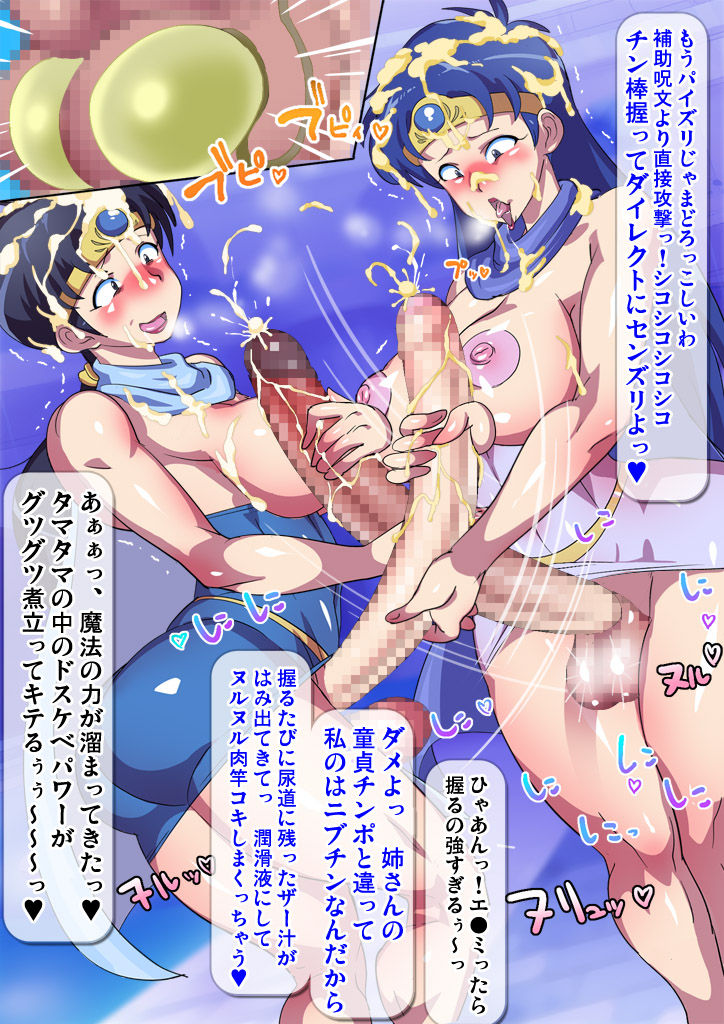 もうパイズリじゃまどろっこしいわ
補助呪文より直接攻撃っ！シコシコシコシコ
チン棒握ってダイレクトにセンズリよっ♥
ブピィ♡
ブピッ♡
プッ♡
あぁぁっ、魔法の力が溜まってきたっ♥
タマタマの中のドスケベパワーが
グツグツ煮立ってキテるぅぅ～～～っ♥
ひゃあんっ！エ●ミったら
握るの強すぎるぅ～っ
ダメよっ　姉さんの
童貞チンポと違って
私のはニブチンなんだから
握るたびに尿道に残ったザー汁が
はみ出てきてっ　潤滑液にして
ヌルヌル肉竿コキしまくっちゃう♥
にこ
にこ
にこ
にこ
ヌル♡
ヌルッ♡
ヌリュッ♡